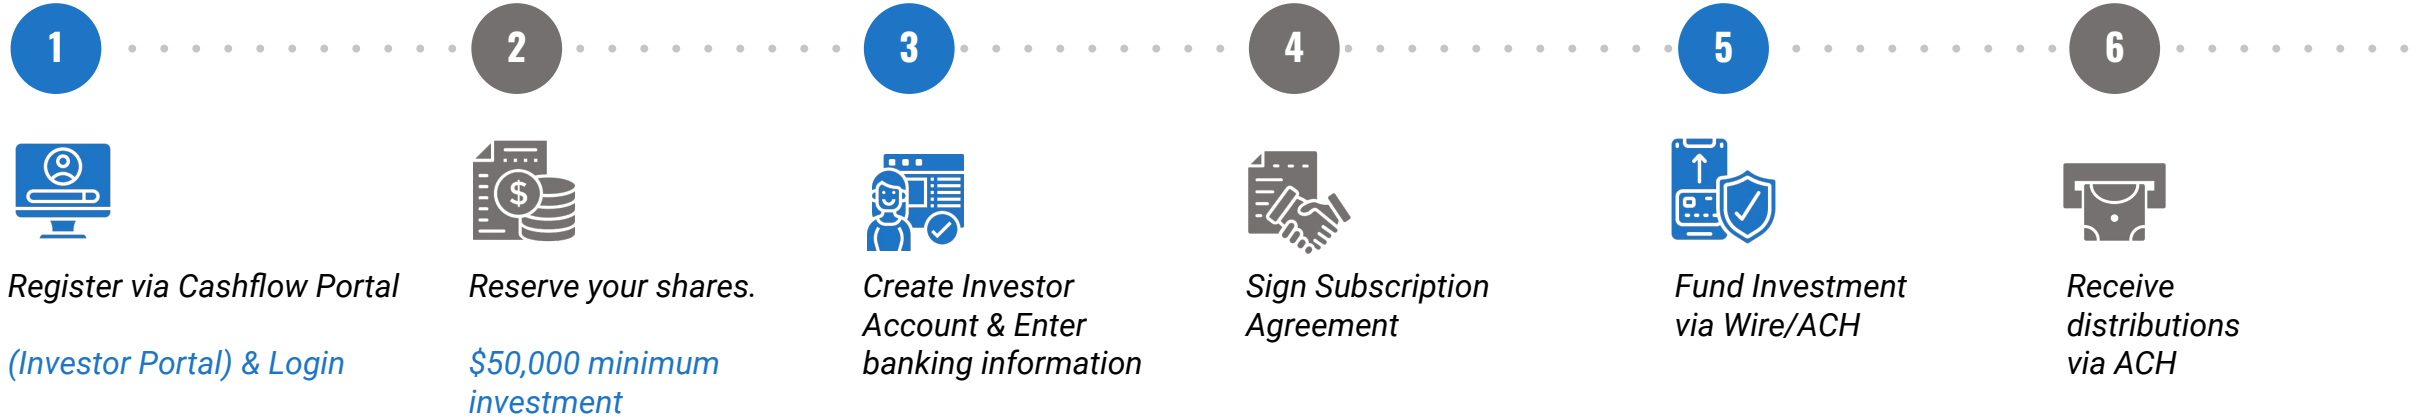 1
2
3
4
5
6
$
Register via Cashflow Portal
(Investor Portal) & Login
Reserve your shares.
$50,000 minimum
investment
Create Investor
Account & Enter
banking information
Sign Subscription
Agreement
Fund Investment
via Wire/ACH
Receive
distributions
via ACH